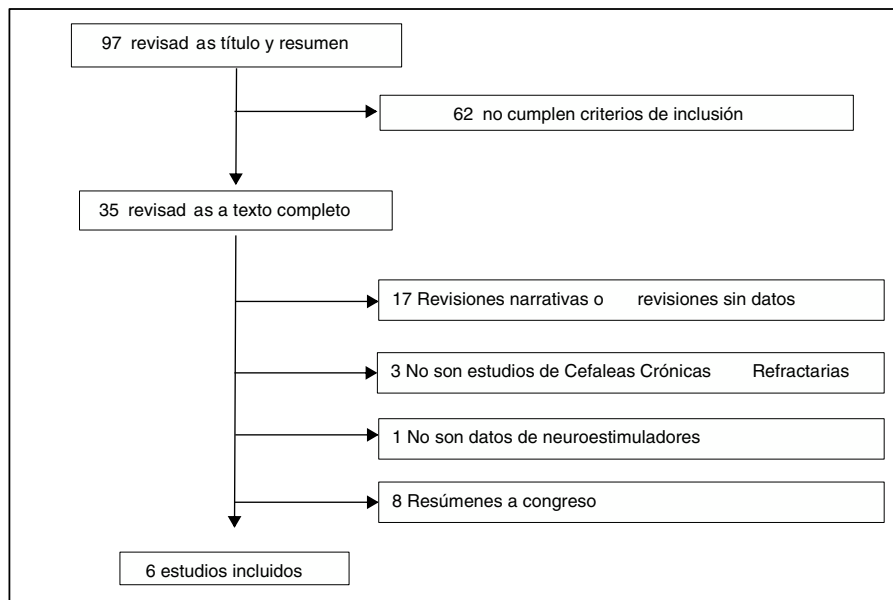 97 revisad as título y resumen
62 no cumplen criterios de inclusión
35 revisad as a texto completo
17 Revisiones narrativas o revisiones sin datos
3 No son estudios de Cefaleas Crónicas Refractarias
1 No son datos de neuroestimuladores
8 Resúmenes a congreso
6 estudios incluidos